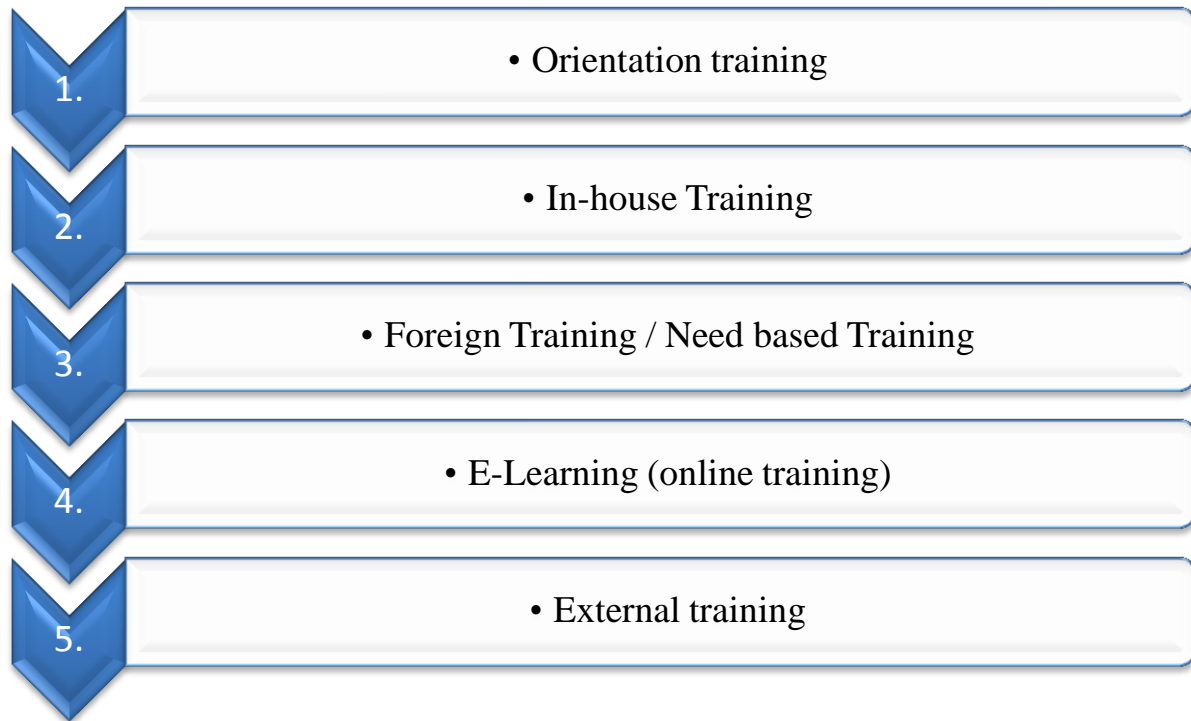 1.
• Orientation training
2.
• In-house Training
3.
• Foreign Training / Need based Training
4.
• E-Learning (online training)
5.
• External training